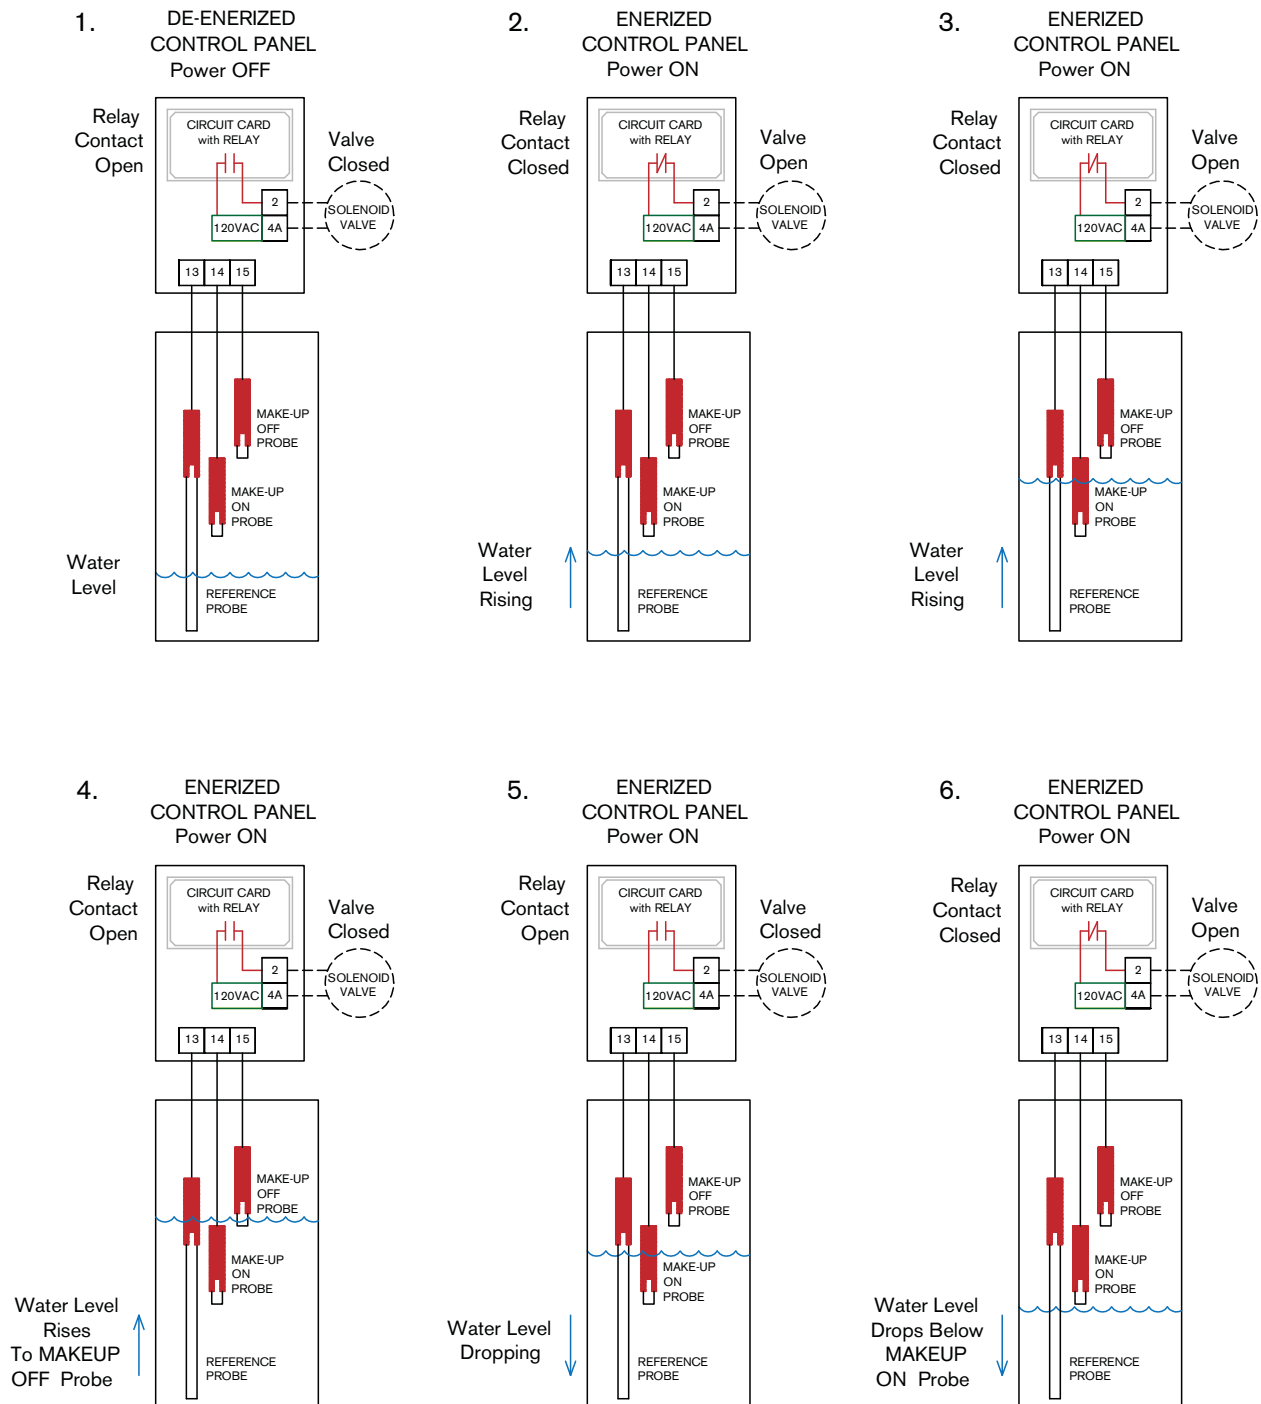 1.
DE-ENERIZED
CONTROL PANEL
Power OFF
Relay
Contact
Open
CIRCUIT CARD
with RELAY
Valve
Closed
2
120VAC 4A
SOLENOID
VALVE
13 14 15
MAKE-UP
OFF
PROBE
MAKE-UP
ON
PROBE
Water
Level
REFERENCE
PROBE
2.
ENERIZED
CONTROL PANEL
Power ON
Relay
Contact
Closed
CIRCUIT CARD
with RELAY
Valve
Open
2
120VAC 4A
SOLENOID
VALVE
13 14 15
MAKE-UP
OFF
PROBE
MAKE-UP
ON
PROBE
Water
Level
Rising
REFERENCE
PROBE
3.
ENERIZED
CONTROL PANEL
Power ON
Relay
Contact
Closed
CIRCUIT CARD
with RELAY
Valve
Open
2
120VAC 4A
SOLENOID
VALVE
13 14 15
MAKE-UP
OFF
PROBE
MAKE-UP
ON
PROBE
Water
Level
Rising
REFERENCE
PROBE
4.
ENERIZED
CONTROL PANEL
Power ON
Relay
Contact
Open
CIRCUIT CARD
with RELAY
Valve
Closed
2
120VAC 4A
SOLENOID
VALVE
13 14 15
MAKE-UP
OFF
PROBE
MAKE-UP
ON
PROBE
Water Level
Rises
To MAKEUP
OFF Probe
REFERENCE
PROBE
5.
ENERIZED
CONTROL PANEL
Power ON
Relay
Contact
Open
CIRCUIT CARD
with RELAY
Valve
Closed
2
120VAC 4A
SOLENOID
VALVE
13 14 15
MAKE-UP
OFF
PROBE
MAKE-UP
ON
PROBE
Water Level
Dropping
REFERENCE
PROBE
6.
ENERIZED
CONTROL PANEL
Power ON
Relay
Contact
Closed
CIRCUIT CARD
with RELAY
Valve
Open
2
120VAC 4A
SOLENOID
VALVE
13 14 15
MAKE-UP
OFF
PROBE
MAKE-UP
ON
PROBE
Water Level
Drops Below
MAKEUP
ON Probe
REFERENCE
PROBE